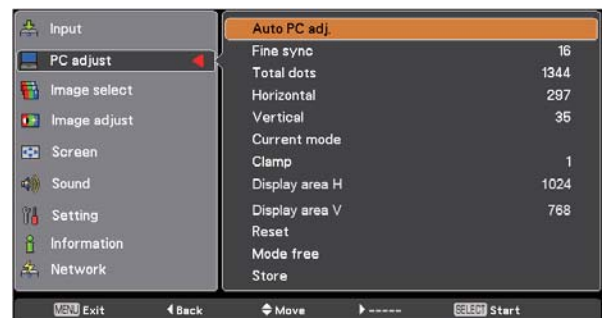 Input
PC adjust
Image select
Image adjust
Screen
Sound
Setting
Information
Network
Auto PC adj.
Fine sync 16
Total dots 1344
Horizontal 297
Vertical 35
Current mode
Clamp 1
Display area H 1024
Display area V 768
Reset
Mode free
Store
MENU Exit Back Move ----- SELECT Start